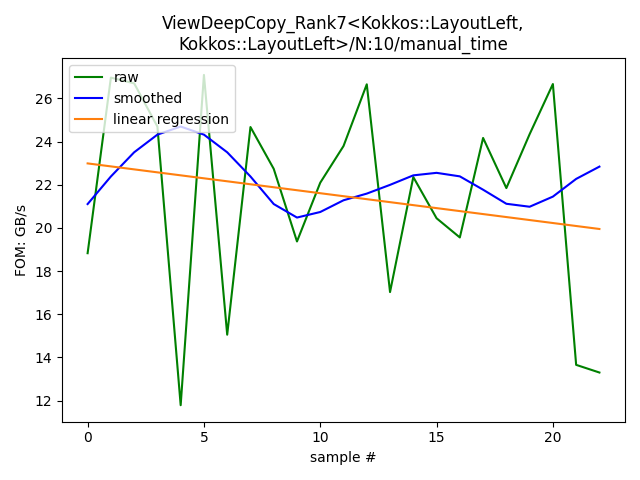 ViewDeepCopy_Rank7<Kokkos::LayoutLeft,
Kokkos::LayoutLeft>/N:10/manual_time
raw
smoothed
linear regression
FOM: GB/s
26
24
22
20
18
16
14
12
0
5
10
15
20
sample #